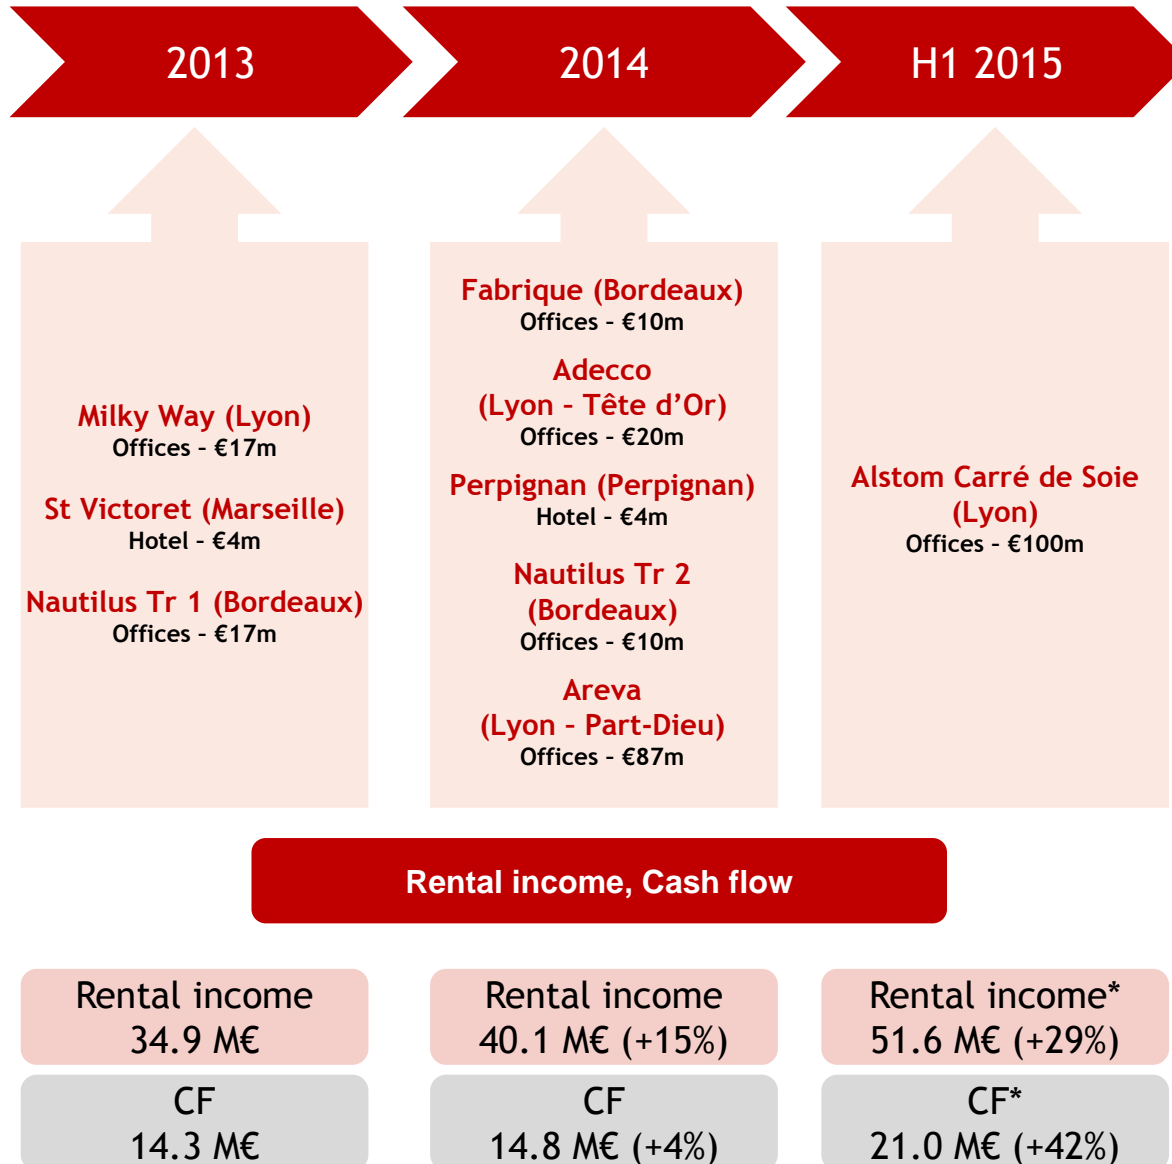 2013
2014
H1 2015
Milky Way (Lyon)
Offices – €17m
St Victoret (Marseille)
Hotel – €4m
Nautilus Tr 1 (Bordeaux)
Offices – €17m
Fabrique (Bordeaux)
Offices – €10m
Adecco
(Lyon – Tête d’Or)
Offices – €20m
Perpignan (Perpignan)
Hotel – €4m
Nautilus Tr 2
(Bordeaux)
Offices – €10m
Areva
(Lyon – Part-Dieu)
Offices – €87m
Alstom Carré de Soie
(Lyon)
Offices – €100m
Rental income, Cash flow
Rental income
34.9 M€
Rental income
40.1 M€ (+15%)
Rental income*
51.6 M€ (+29%)
CF
14.3 M€
CF
14.8 M€ (+4%)
CF*
21.0 M€ (+42%)